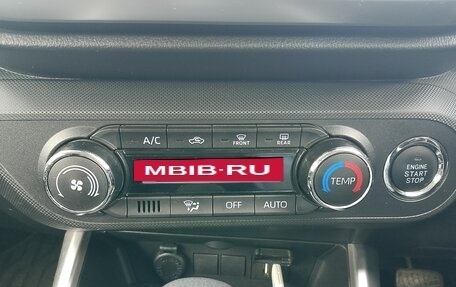 A/C
FRONT
REAR
MBIB-RU
TEMP
ENGINE
START
STOP
OFF
AUTO